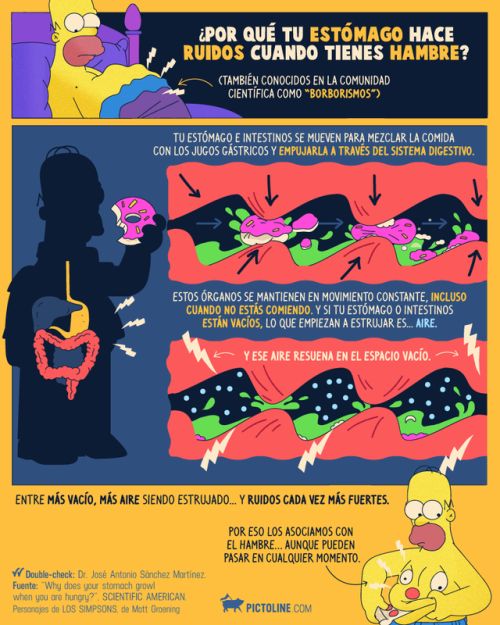 ¿POR QUÉ TU ESTÓMAGO HACE
RUIDOS CUANDO TIENES HAMBRE?
(TAMBIÉN CONOCIDOS EN LA COMUNIDAD
CIENTÍFICA COMO "BORBORISMOS")
TU ESTÓMAGO E INTESTINOS SE MUEVEN PARA MEZCLAR LA COMIDA
CON LOS JUGOS GÁSTRICOS Y EMPUJARLA A TRAVÉS DEL SISTEMA DIGESTIVO.
ESTOS ÓRGANOS SE MANTIENEN EN MOVIMIENTO CONSTANTE, INCLUSO
CUANDO NO ESTÁS COMIENDO. Y SI TU ESTÓMAGO O INTESTINOS
ESTÁN VACÍOS, LO QUE EMPIEZAN A ESTRUJAR ES... AIRE.
Y ESE AIRE RESUENA EN EL ESPACIO VACÍO.
ENTRE MÁS VACÍO, MÁS AIRE SIENDO ESTRUJADO... Y RUIDOS CADA VEZ MÁS FUERTES.
POR ESO LOS ASOCIAMOS CON
EL HAMBRE... AUNQUE PUEDEN
PASAR EN CUALQUIER MOMENTO.
Double-check: Dr. José Antonio Sánchez Martínez.
Fuente: "Why does your stomach growl
when you are hungry?", SCIENTIFIC AMERICAN.
Personajes de LOS SIMPSONS, de Matt Groening
PICTOLINE.COM